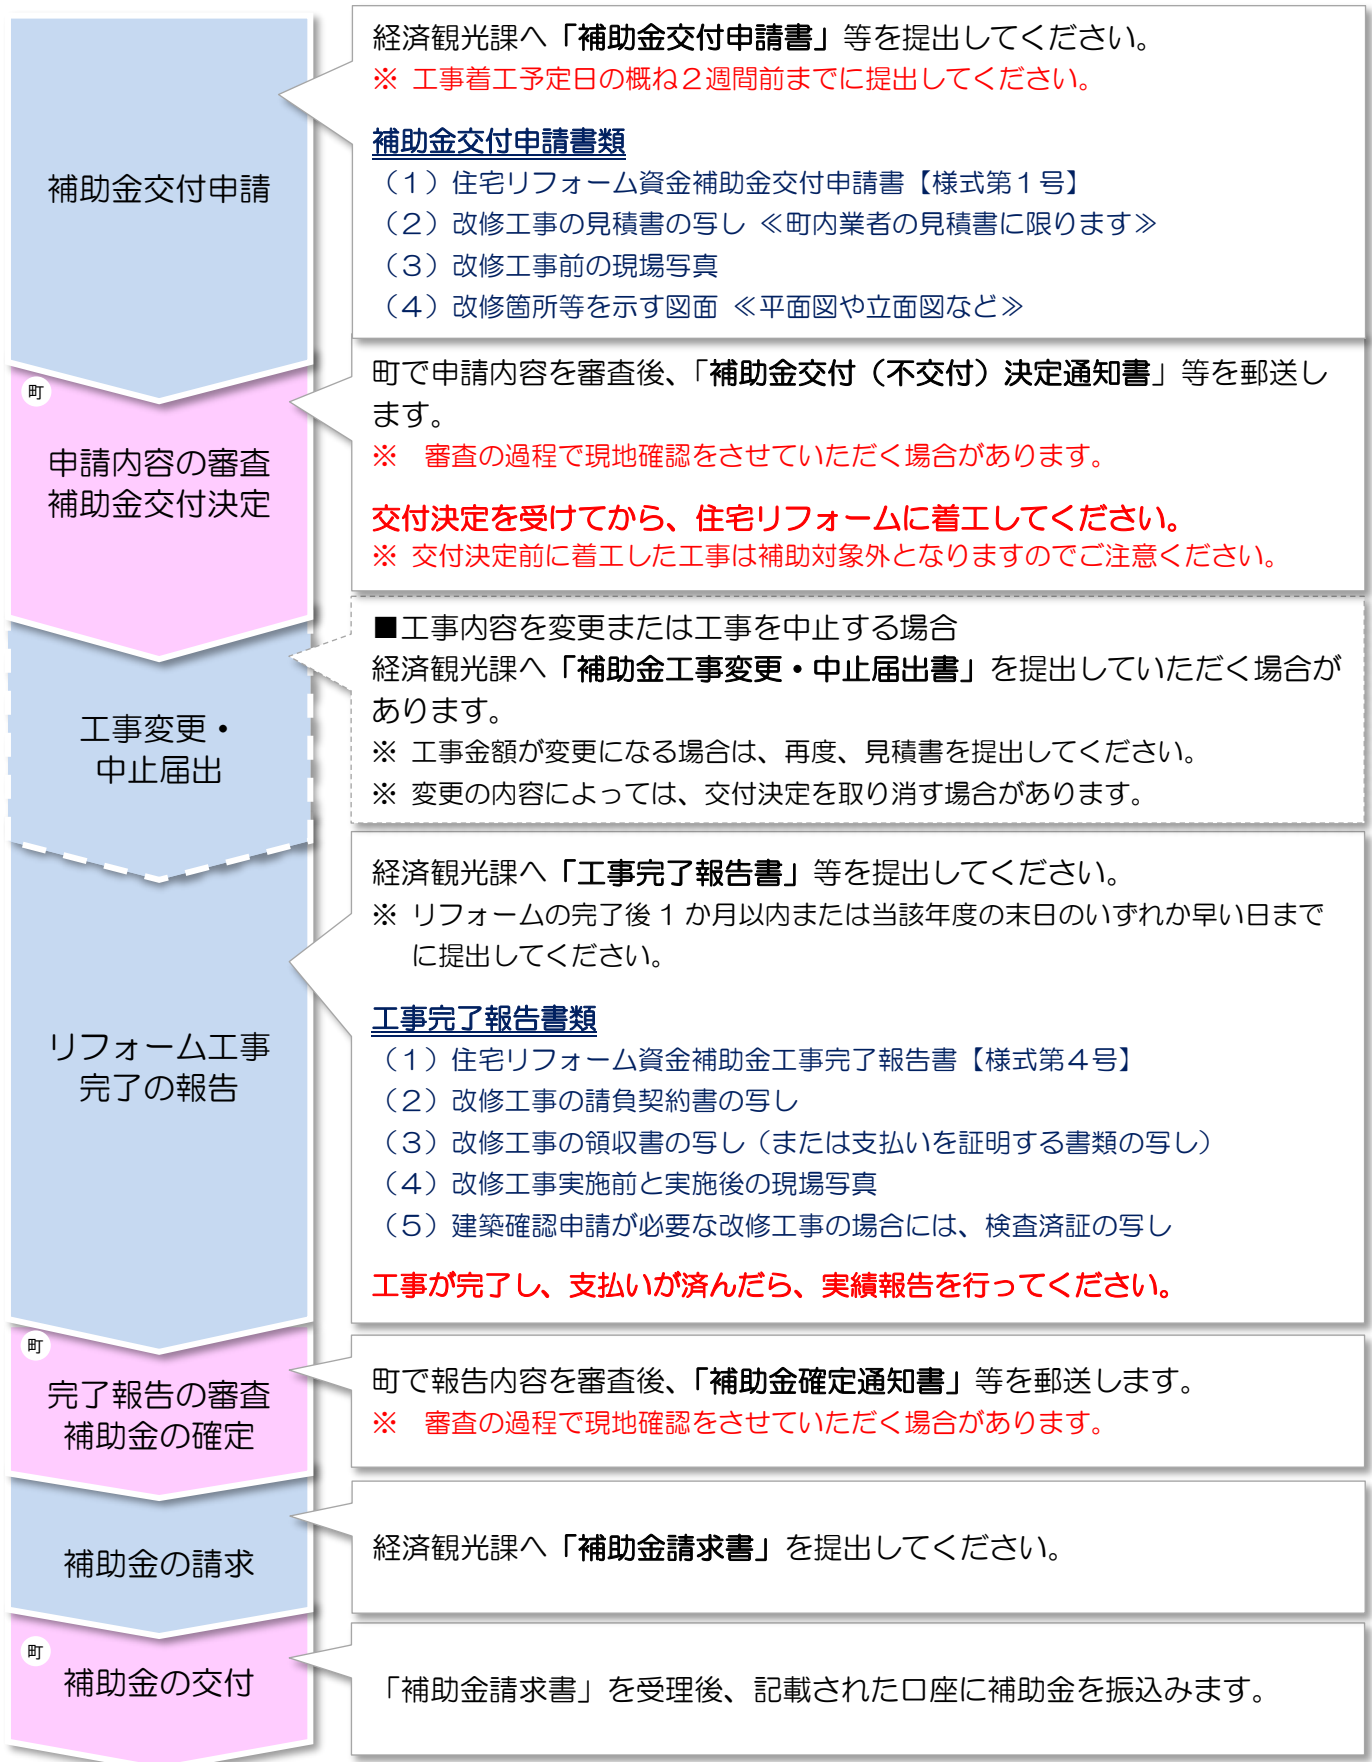 補助金交付申請
経済観光課へ「補助金交付申請書」等を提出してください。
※ 工事着工予定日の概ね２週間前までに提出してください。
補助金交付申請書類
（１）住宅リフォーム資金補助金交付申請書【様式第１号】
（２）改修工事の見積書の写し ≪町内業者の見積書に限ります≫
（３）改修工事前の現場写真
（４）改修箇所等を示す図面 ≪平面図や立面図など≫
町
申請内容の審査
補助金交付決定
町で申請内容を審査後、「補助金交付（不交付）決定通知書」等を郵送し
ます。
※　審査の過程で現地確認をさせていただく場合があります。
交付決定を受けてから、住宅リフォームに着工してください。
※ 交付決定前に着工した工事は補助対象外となりますのでご注意ください。
工事変更・
中止届出
■工事内容を変更または工事を中止する場合
経済観光課へ「補助金工事変更・中止届出書」を提出していただく場合が
あります。
※ 工事金額が変更になる場合は、再度、見積書を提出してください。
※ 変更の内容によっては、交付決定を取り消す場合があります。
リフォーム工事
完了の報告
経済観光課へ「工事完了報告書」等を提出してください。
※ リフォームの完了後 1 か月以内または当該年度の末日のいずれか早い日まで
に提出してください。
工事完了報告書類
（１）住宅リフォーム資金補助金工事完了報告書【様式第４号】
（２）改修工事の請負契約書の写し
（３）改修工事の領収書の写し（または支払いを証明する書類の写し）
（４）改修工事実施前と実施後の現場写真
（５）建築確認申請が必要な改修工事の場合には、検査済証の写し
工事が完了し、支払いが済んだら、実績報告を行ってください。
町
完了報告の審査
補助金の確定
町で報告内容を審査後、「補助金確定通知書」等を郵送します。
※　審査の過程で現地確認をさせていただく場合があります。
補助金の請求
経済観光課へ「補助金請求書」を提出してください。
町
補助金の交付
「補助金請求書」を受理後、記載された口座に補助金を振込みます。